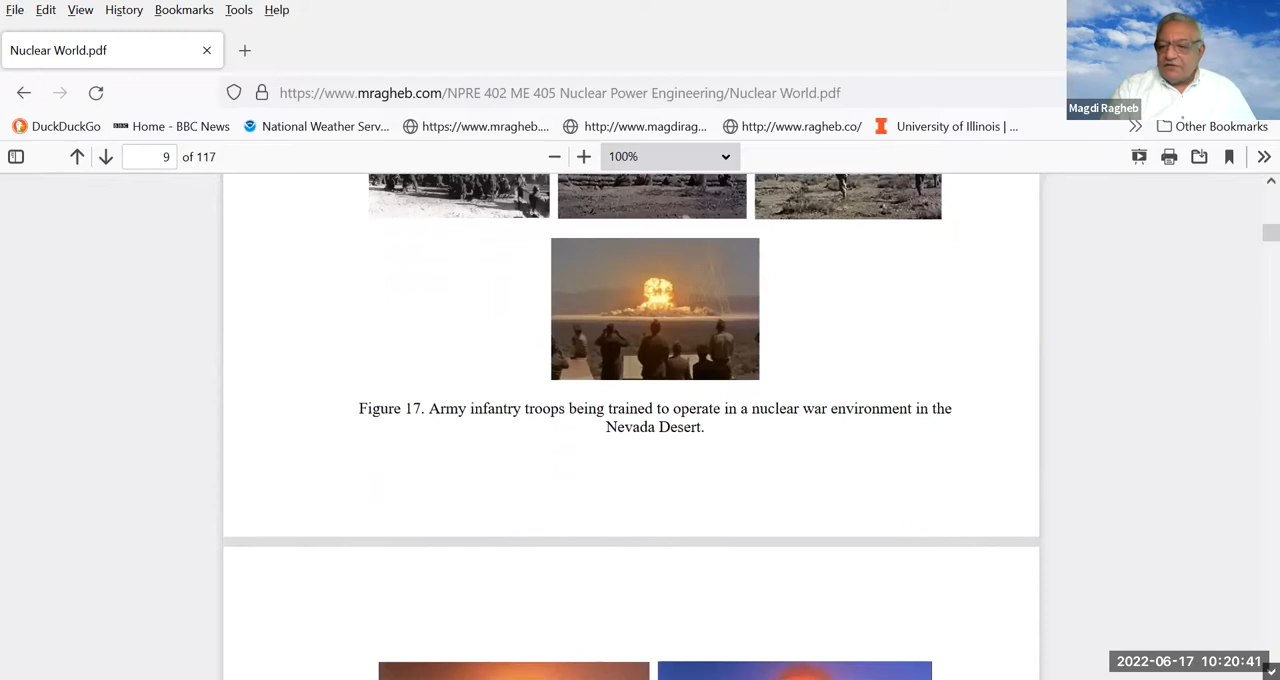 File Edit View History Bookmarks Tools Help
Nuclear World.pdf
https://www.mragheb.com/NPRE 402 ME 405 Nuclear Power Engineering/Nuclear World.pdf
Magdi Ragheb
DuckDuckGo BBC Home - BBC News National Weather Serv... https://www.mragheb.... http://www.magdirag... http://www.ragheb.co/ University of Illinois | ... Other Bookmarks
9 of 117 100%
Figure 17. Army infantry troops being trained to operate in a nuclear war environment in the
Nevada Desert.
2022-06-17 10:20:41